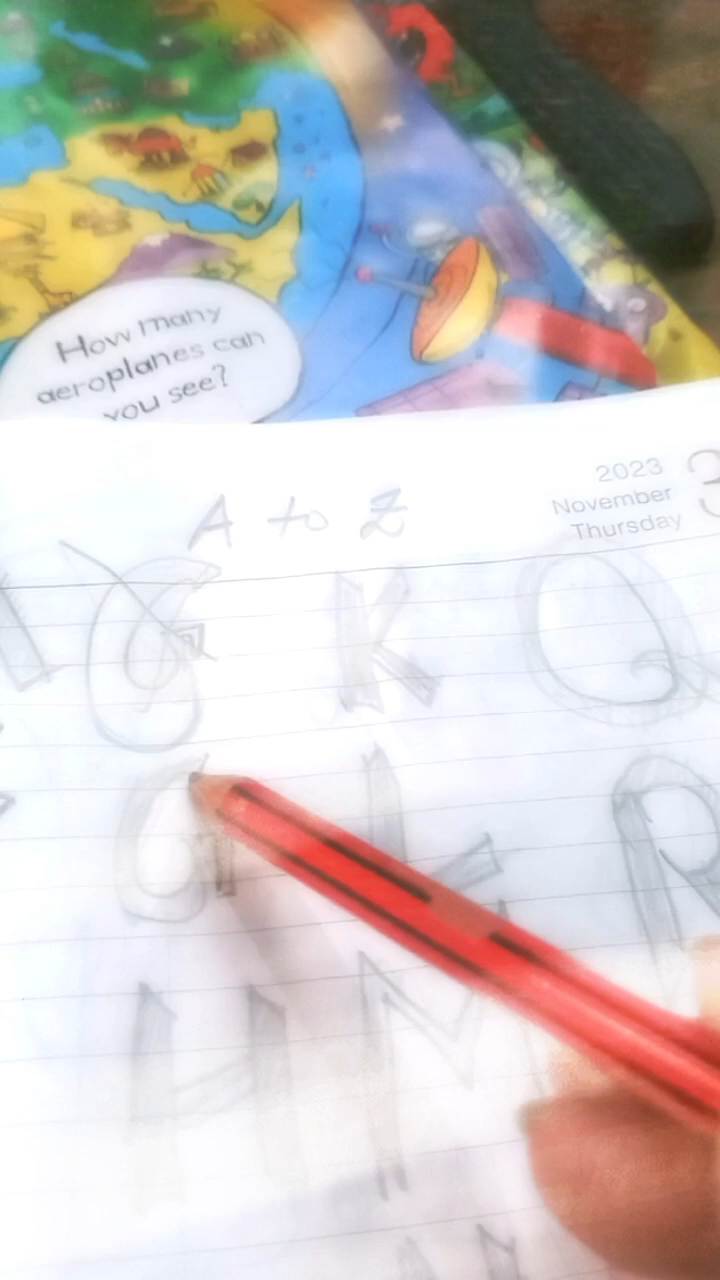 How many
aeroplanes can
you see?
A to Z
2023
November
Thursday
3
G K Q
G L R
H M